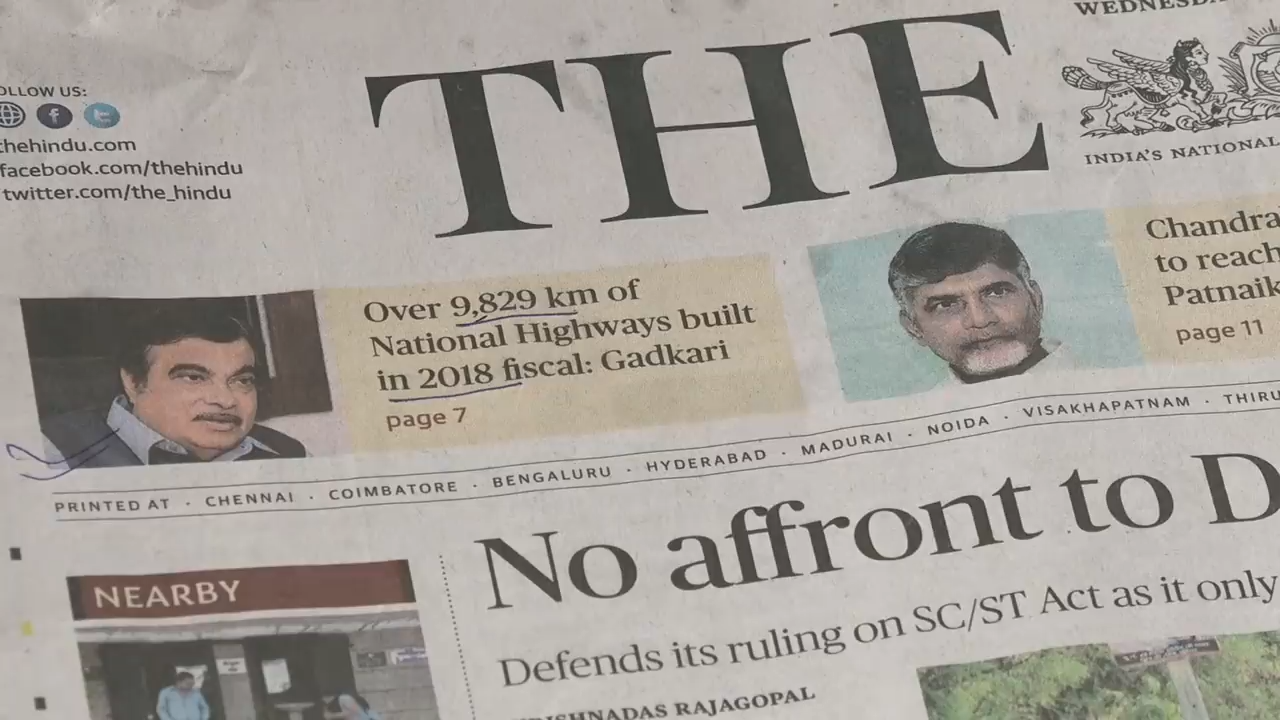 WEDNESDA
OLLOW US:
thehindu.com
facebook.com/thehindu
twitter.com/the_hindu
THE
INDIA'S NATIONAL
Over 9,829 km of
National Highways built
in 2018 fiscal: Gadkari
page 7
Chandra
to reach
Patnaik
page 11
PRINTED AT · CHENNAI · COIMBATORE · BENGALURU · HYDERABAD · MADURAI · NOIDA · VISAKHAPATNAM · THIRU
NEARBY
No affront to D
Defends its ruling on SC/ST Act as it only
RISHNADAS RAJAGOPAL